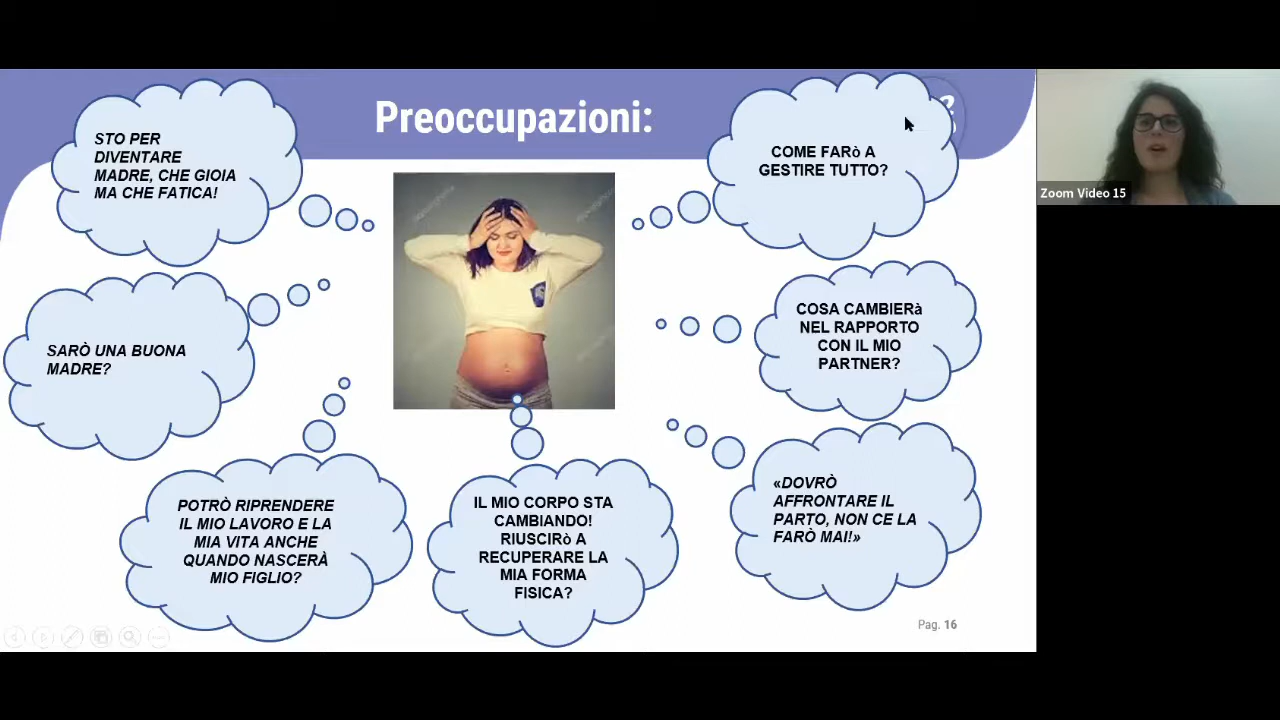 Preoccupazioni:
STO PER
DIVENTARE
MADRE, CHE GIOIA
MA CHE FATICA!
COME FARò A
GESTIRE TUTTO?
SARÒ UNA BUONA
MADRE?
COSA CAMBIERà
NEL RAPPORTO
CON IL MIO
PARTNER?
POTRÒ RIPRENDERE
IL MIO LAVORO E LA
MIA VITA ANCHE
QUANDO NASCERÀ
MIO FIGLIO?
IL MIO CORPO STA
CAMBIANDO!
RIUSCIRò A
RECUPERARE LA
MIA FORMA
FISICA?
«DOVRÒ
AFFRONTARE IL
PARTO, NON CE LA
FARÒ MAI!»
Pag. 16
Zoom Video 15